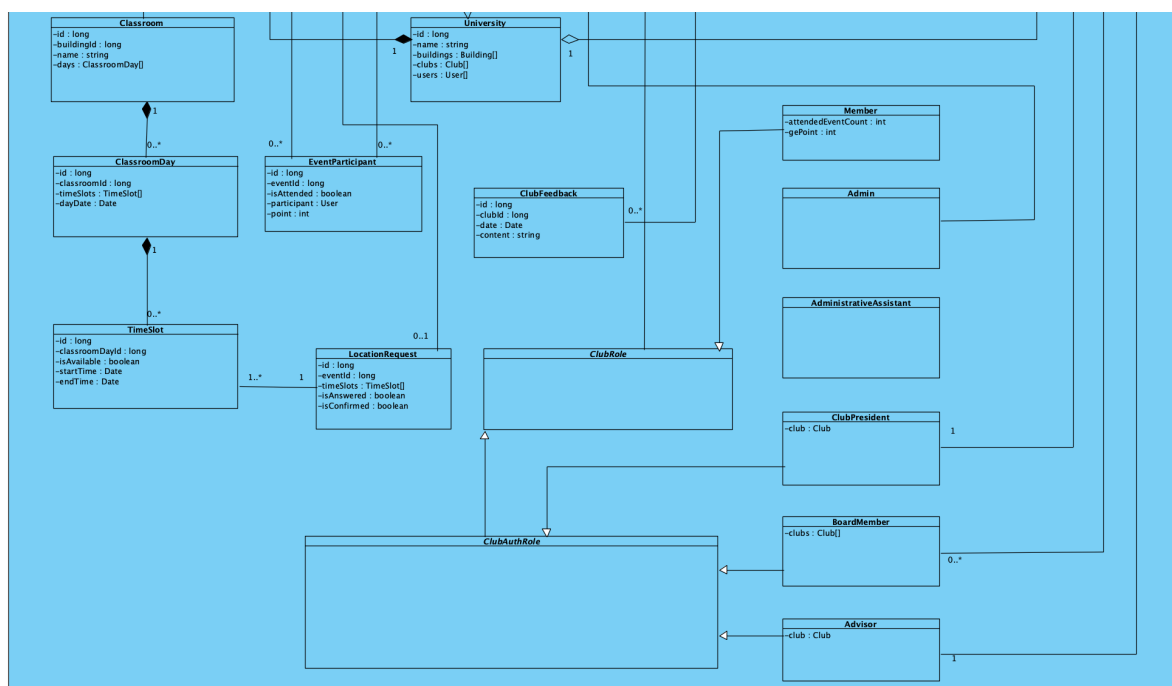 Classroom
-id : long
-buildingId : long
-name : string
-days : ClassroomDay[]
1
0..*
University
-id : long
-name : string
-buildings : Building[]
-clubs : Club[]
-users : User[]
1
1
Member
-attendedEventCount : int
-gePoint : int
ClassroomDay
-id : long
-classroomId : long
-timeSlots : TimeSlot[]
-dayDate : Date
1
0..*
0..*
0..*
EventParticipant
-id : long
-eventId : long
-isAttended : boolean
-participant : User
-point : int
ClubFeedback
-id : long
-clubId : long
-date : Date
-content : string
0..*
Admin
AdministrativeAssistant
TimeSlot
-id : long
-classroomDayId : long
-isAvailable : boolean
-startTime : Date
-endTime : Date
1..*
1
0..1
LocationRequest
-id : long
-eventId : long
-timeSlots : TimeSlot[]
-isAnswered : boolean
-isConfirmed : boolean
ClubRole
ClubPresident
-club : Club
1
ClubAuthRole
BoardMember
-clubs : Club[]
0..*
Advisor
-club : Club
1